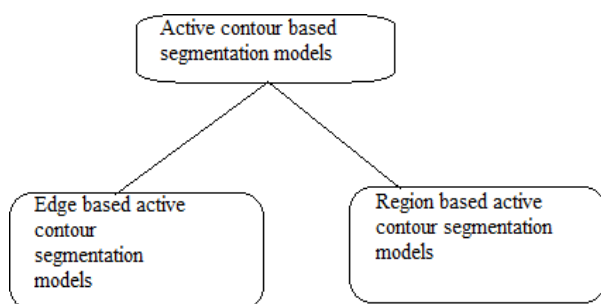 Active contour based
segmentation models
Edge based active
contour
segmentation
models
Region based active
contour segmentation
models